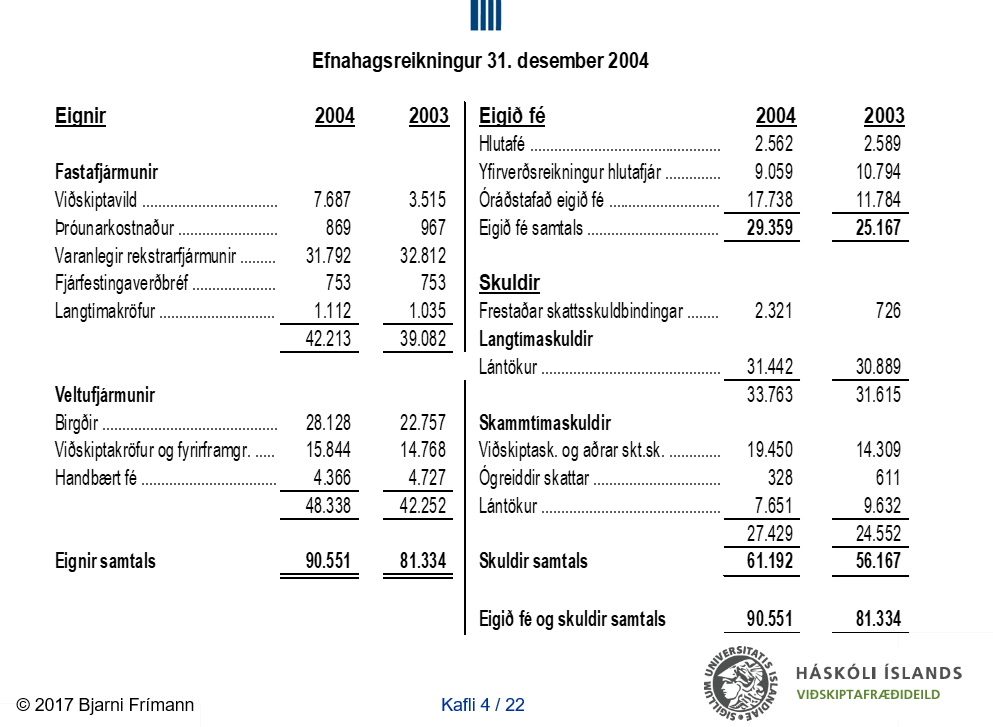 Efnahagsreikningur 31. desember 2004
Eignir 2004 2003
Fastafjármunir
Viðskiptavild ................................. 7.687 3.515
Þróunarkostnaður ......................... 869 967
Varanlegir rekstrarfjármunir ......... 31.792 32.812
Fjárfestingaverðbréf ..................... 753 753
Langtímakröfur ............................. 1.112 1.035
42.213 39.082
Veltufjármunir
Birgðir ............................................ 28.128 22.757
Viðskiptakröfur og fyrirframgr. ..... 15.844 14.768
Handbært fé .................................. 4.366 4.727
48.338 42.252
Eignir samtals 90.551 81.334
Eigið fé 2004 2003
Hlutafé ................................................ 2.562 2.589
Yfirverðsreikningur hlutafjár .............. 9.059 10.794
Óráðstafað eigið fé ............................ 17.738 11.784
Eigið fé samtals ................................. 29.359 25.167
Skuldir
Frestaðar skattsskuldbindingar ........ 2.321 726
Langtímaskuldir
Lántökur ............................................. 31.442 30.889
33.763 31.615
Skammtímaskuldir
Viðskiptask. og aðrar skt.sk. ............. 19.450 14.309
Ógreiddir skattar ................................ 328 611
Lántökur ............................................. 7.651 9.632
27.429 24.552
Skuldir samtals 61.192 56.167
Eigið fé og skuldir samtals 90.551 81.334
SIGILLUM UNIVERSITATIS ISLANDIAE
HÁSKÓLI ÍSLANDS
VIÐSKIPTAFRÆÐIDEILD
© 2017 Bjarni Frímann
Kafli 4 / 22